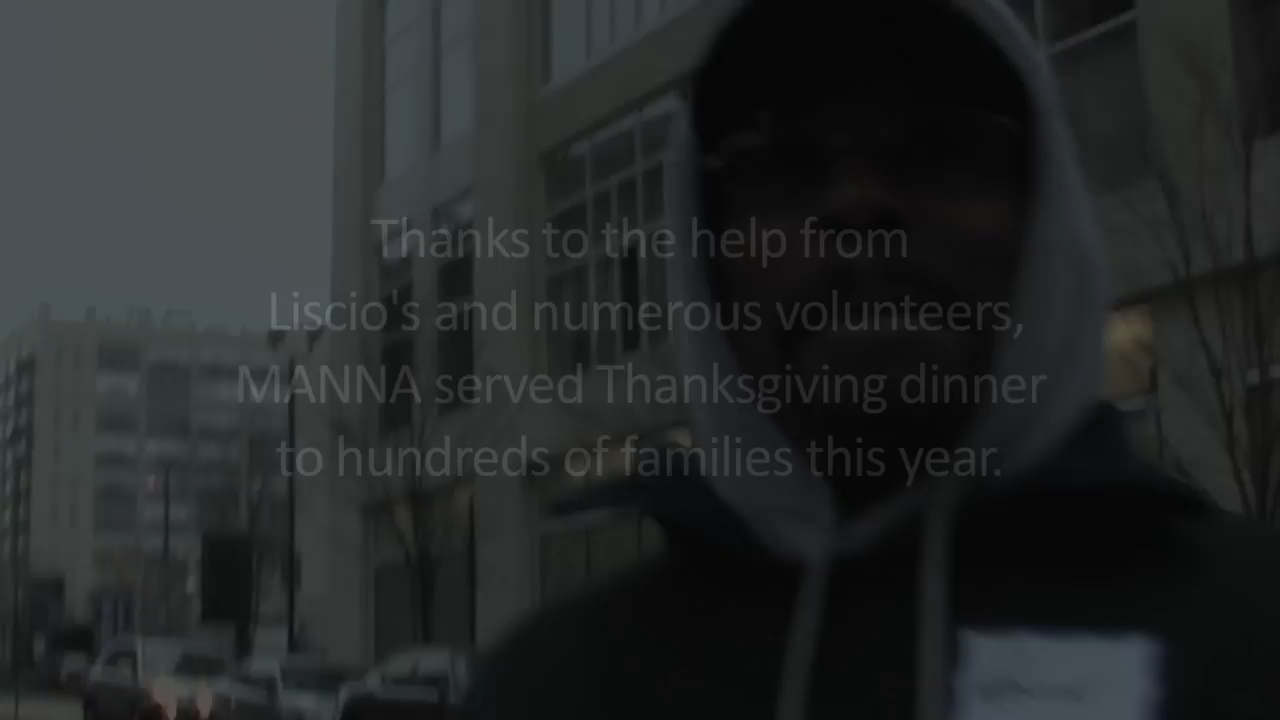 Thanks to the help from
Liscio's and numerous volunteers,
MANNA served Thanksgiving dinner
to hundreds of families this year.